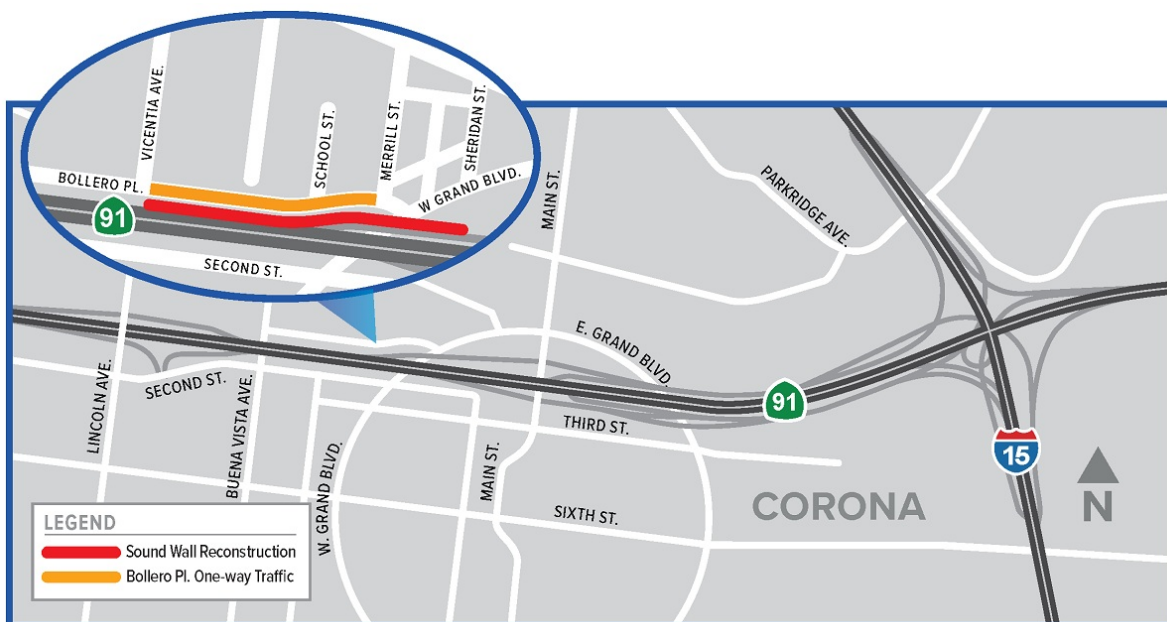 VICENTIA AVE.
SCHOOL ST.
MERRILL ST.
SHERIDAN ST.
BOLLERO PL.
W GRAND BLVD.
91
SECOND ST.
MAIN ST.
PARKRIDGE AVE.
E. GRAND BLVD.
LINCOLN AVE.
SECOND ST.
BUENA VISTA AVE.
91
THIRD ST.
W. GRAND BLVD.
MAIN ST.
15
SIXTH ST.
CORONA
N
LEGEND
Sound Wall Reconstruction
Bollero Pl. One-way Traffic